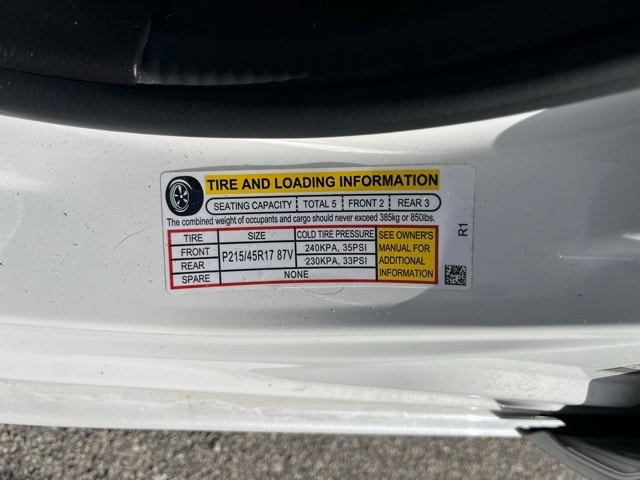 TIRE AND LOADING INFORMATION
SEATING CAPACITY TOTAL 5 FRONT 2 REAR 3
The combined weight of occupants and cargo should never exceed 385kg or 850lbs.
TIRE SIZE COLD TIRE PRESSURE SEE OWNER'S MANUAL FOR ADDITIONAL INFORMATION
FRONT P215/45R17 87V 240KPA, 35PSI
REAR 230KPA, 33PSI
SPARE NONE
R1